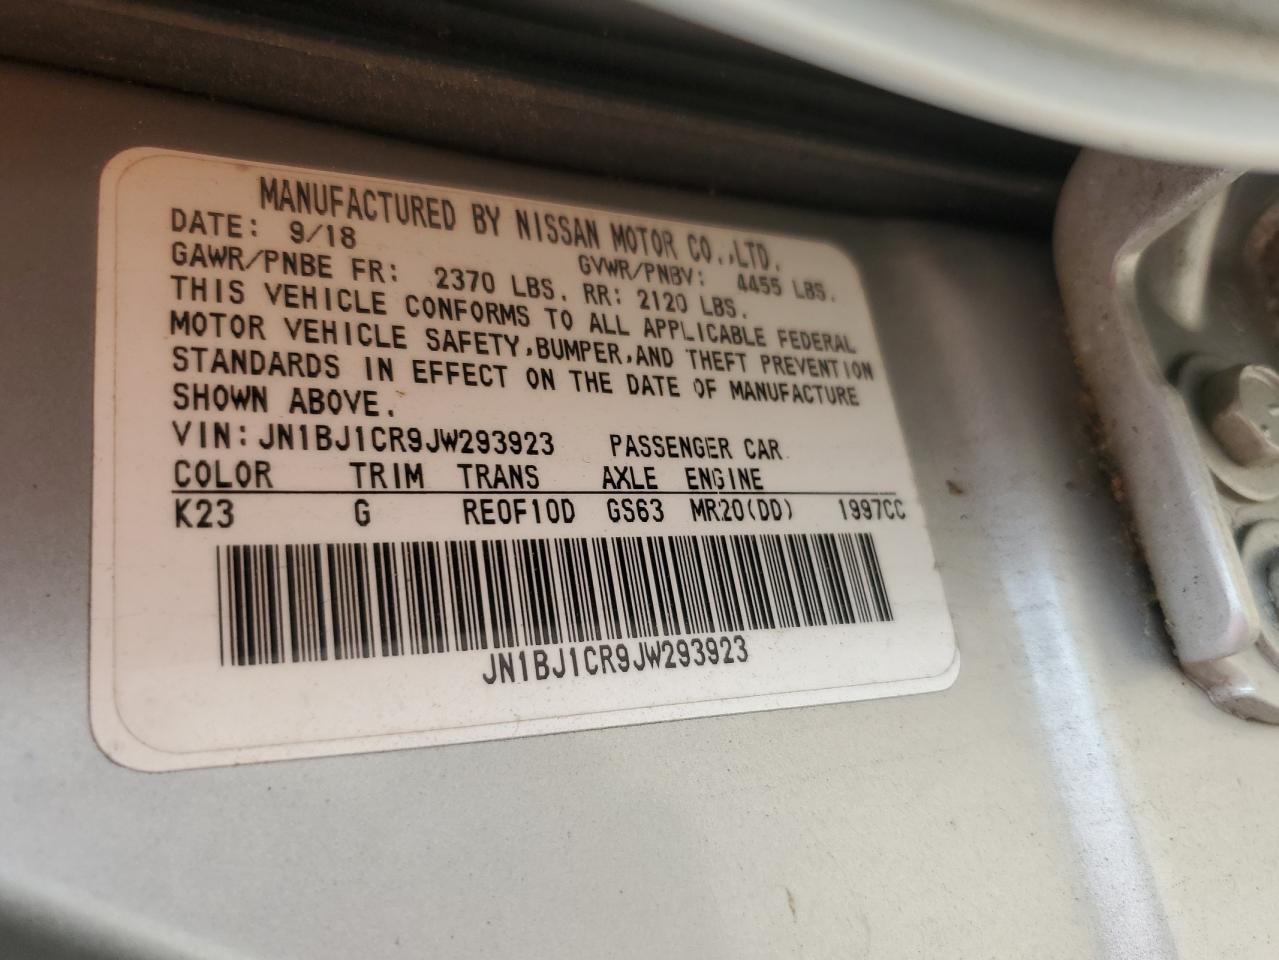 MANUFACTURED BY NISSAN MOTOR CO.,LTD.
DATE: 9/18 GVWR/PNBV: 4455 LBS.
GAWR/PNBE FR: 2370 LBS. RR: 2120 LBS.
THIS VEHICLE CONFORMS TO ALL APPLICABLE FEDERAL
MOTOR VEHICLE SAFETY,BUMPER,AND THEFT PREVENTION
STANDARDS IN EFFECT ON THE DATE OF MANUFACTURE
SHOWN ABOVE.
VIN:JN1BJ1CR9JW293923 PASSENGER CAR
COLOR TRIM TRANS AXLE ENGINE
K23 G RE0F10D GS63 MR20(DD) 1997CC
JN1BJ1CR9JW293923